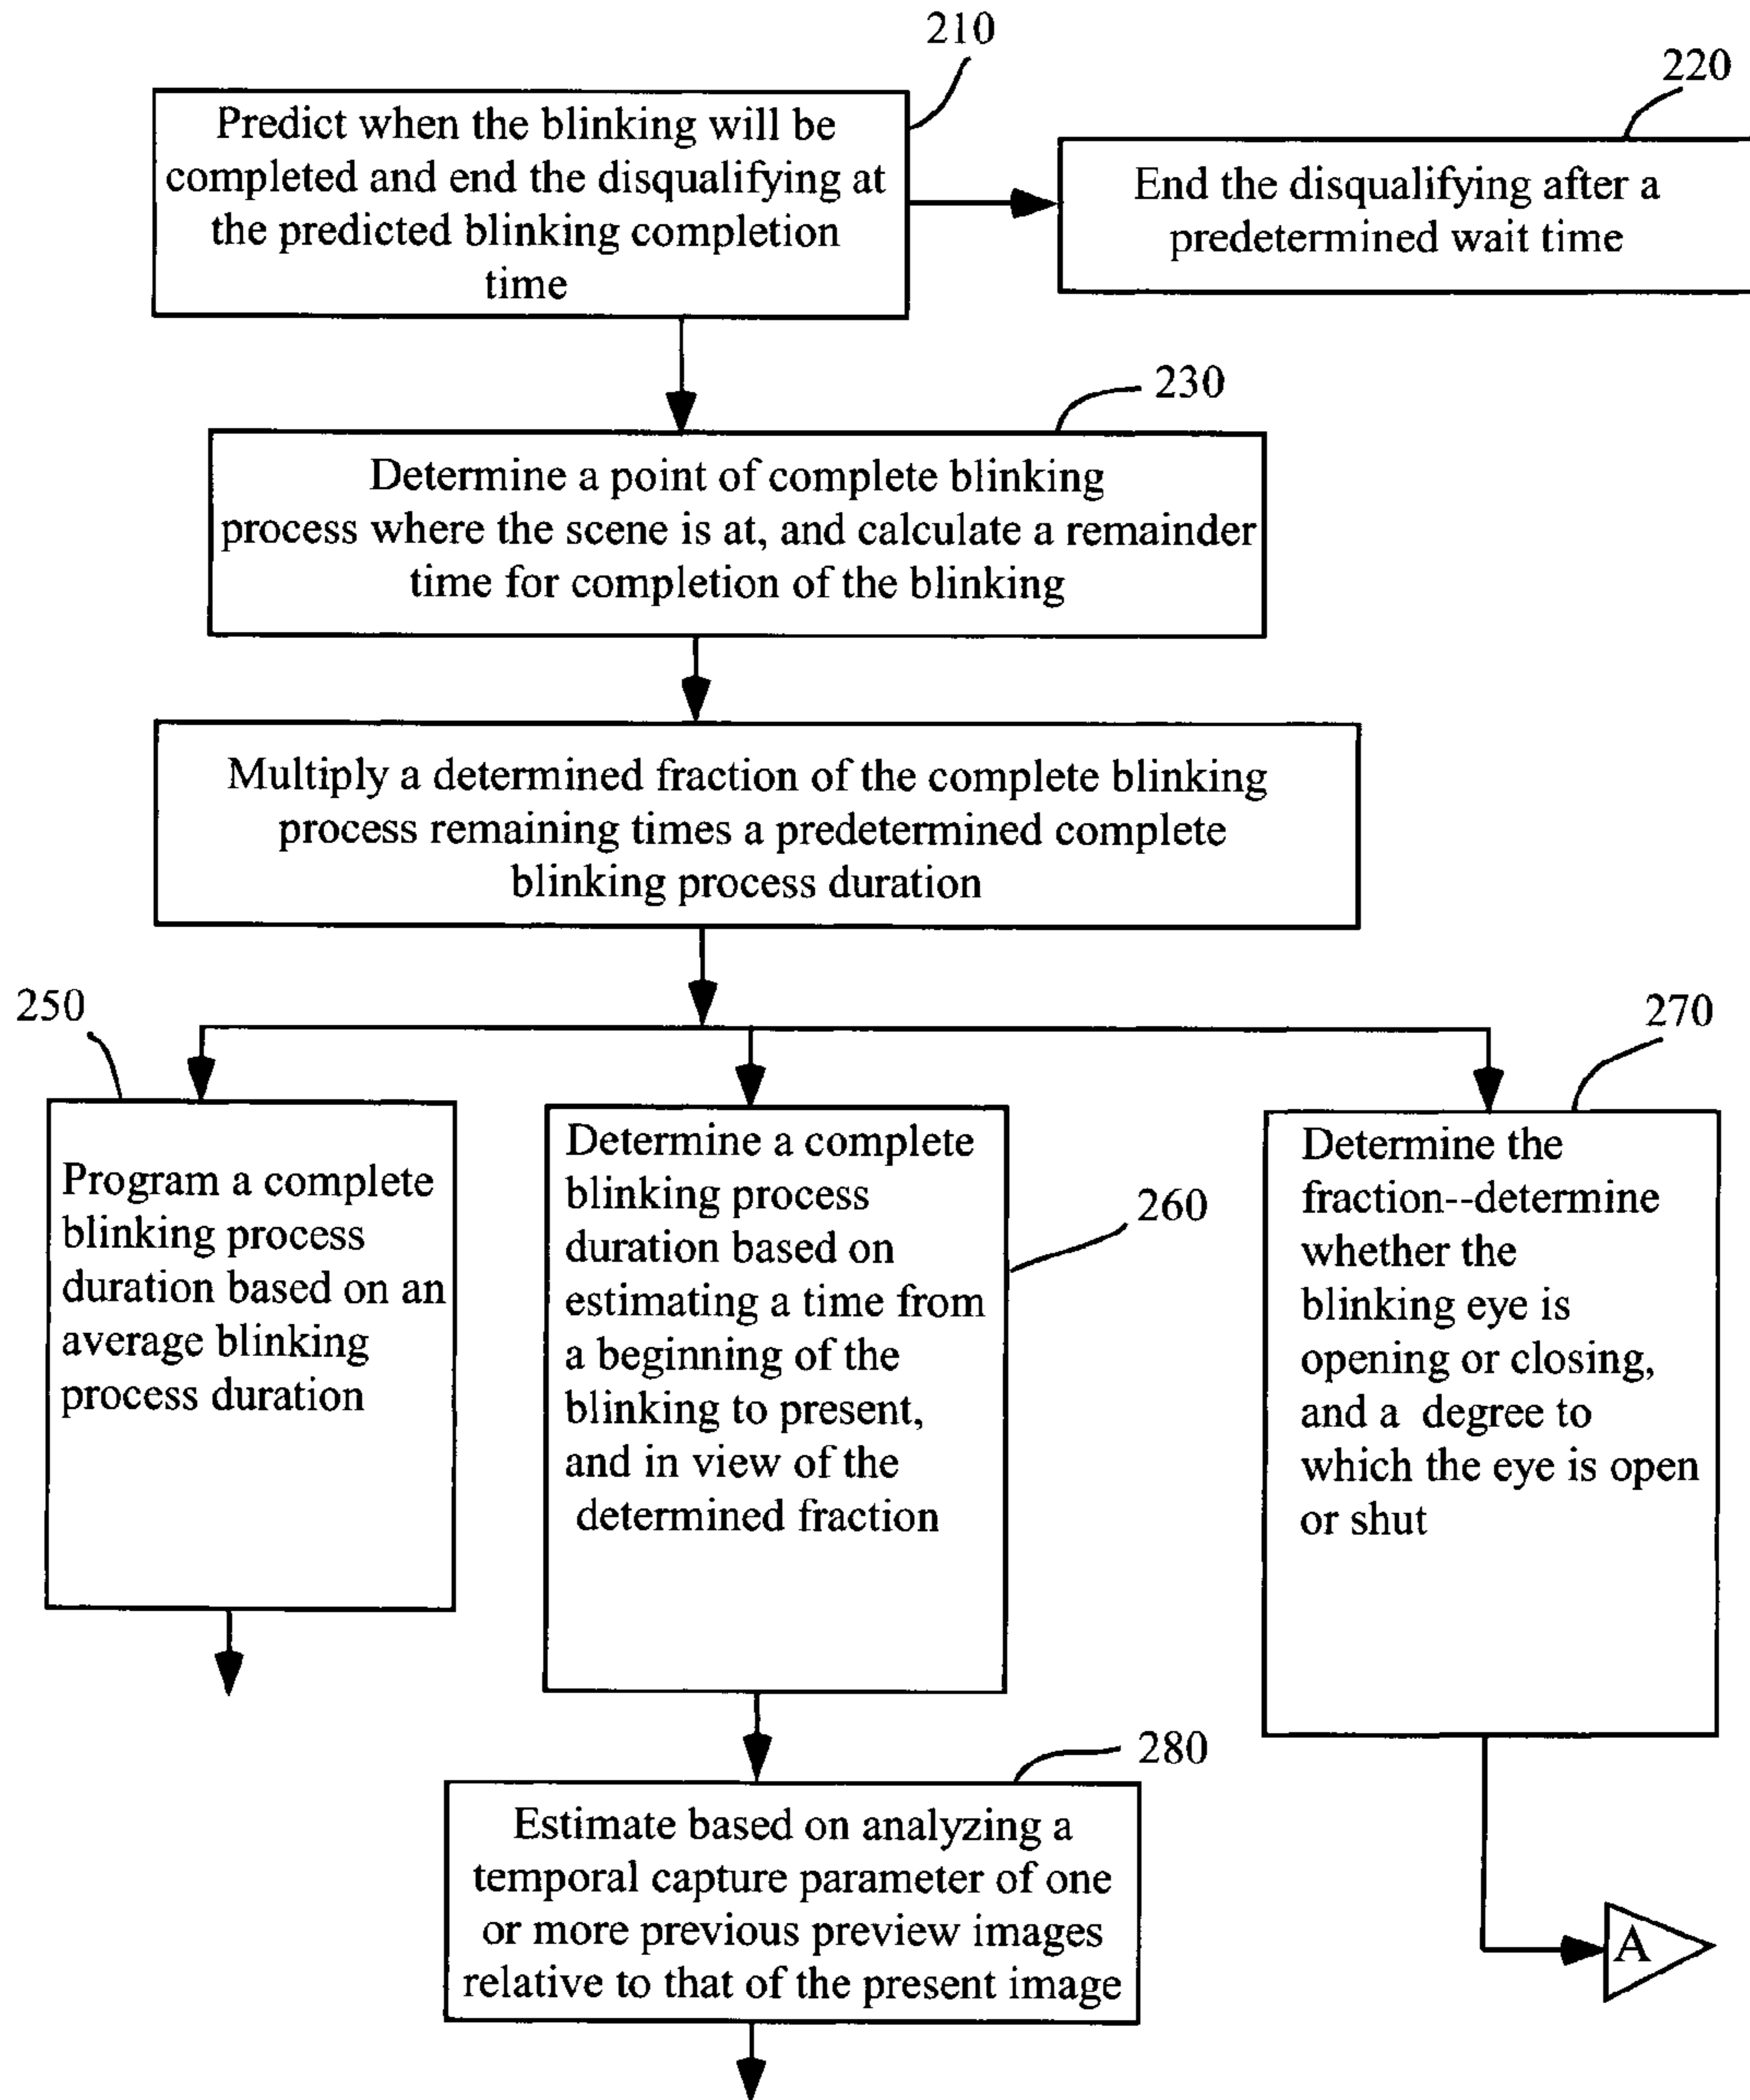 210
Predict when the blinking will be
completed and end the disqualifying at
the predicted blinking completion
time
220
End the disqualifying after a
predetermined wait time
230
Determine a point of complete blinking
process where the scene is at, and calculate a remainder
time for completion of the blinking
Multiply a determined fraction of the complete blinking
process remaining times a predetermined complete
blinking process duration
250
Program a complete
blinking process
duration based on an
average blinking
process duration
260
Determine a complete
blinking process
duration based on
estimating a time from
a beginning of the
blinking to present,
and in view of the
determined fraction
270
Determine the
fraction--determine
whether the
blinking eye is
opening or closing,
and a degree to
which the eye is open
or shut
280
Estimate based on analyzing a
temporal capture parameter of one
or more previous preview images
relative to that of the present image
A